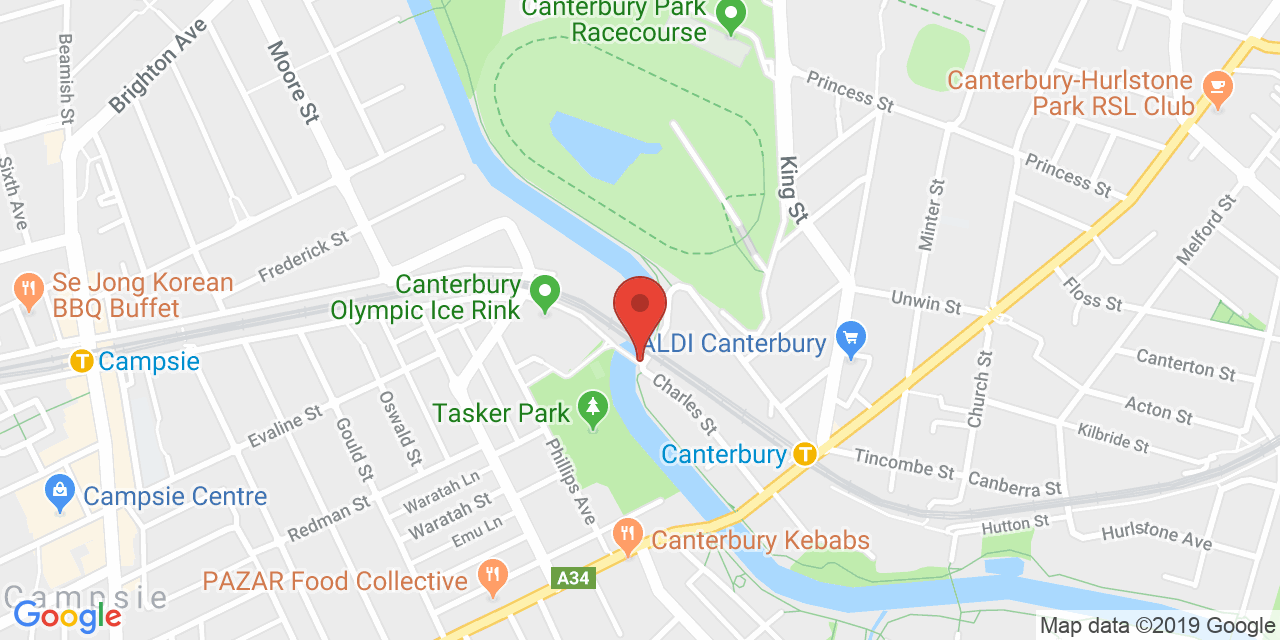 Canterbury Park
Racecourse
Beamish St
Brighton Ave
Moore St
Princess St
Canterbury-Hurlstone
Park RSL Club
Sixth Ave
King St
Princess St
Minter St
Melford St
Frederick St
Se Jong Korean
BBQ Buffet
Canterbury
Olympic Ice Rink
Unwin St
Floss St
ALDI Canterbury
Campsie
Canterton St
Church St
Charles St
Tasker Park
Acton St
Evaline St
Oswald St
Gould St
Kilbride St
Canterbury
Tincombe St
Canberra St
Phillips Ave
Waratah Ln
Campsie Centre
Redman St
Waratah St
Emu Ln
Hutton St
Hurlstone Ave
Canterbury Kebabs
PAZAR Food Collective
A34
Campsie
Google
Map data ©2019 Google